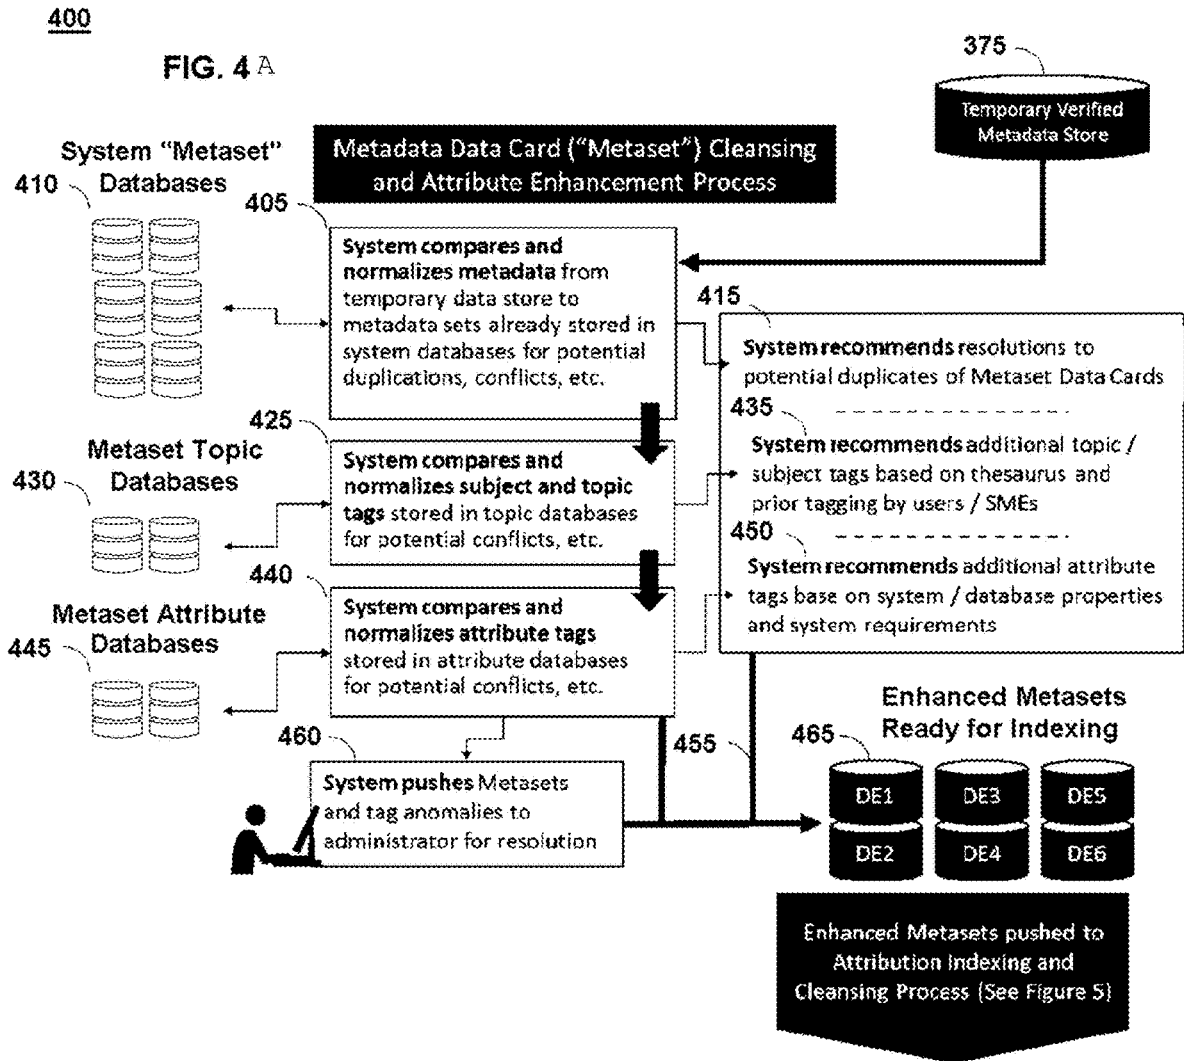 400
FIG. 4 A
375
Temporary Verified
Metadata Store
System “Metaset”
Databases
410
Metadata Data Card (“Metaset”) Cleansing
and Attribute Enhancement Process
405
System compares and
normalizes metadata from
temporary data store to
metadata sets already stored in
system databases for potential
duplications, conflicts, etc.
415
System recommends resolutions to
potential duplicates of Metaset Data Cards
435
System recommends additional topic /
subject tags based on thesaurus and
prior tagging by users / SMEs
450
System recommends additional attribute
tags base on system / database properties
and system requirements
425
Metaset Topic
Databases
430
System compares and
normalizes subject and topic
tags stored in topic databases
for potential conflicts, etc.
440
Metaset Attribute
Databases
445
System compares and
normalizes attribute tags
stored in attribute databases
for potential conflicts, etc.
460
System pushes Metasets
and tag anomalies to
administrator for resolution
455
Enhanced Metasets
Ready for Indexing
465
DE1
DE3
DE5
DE2
DE4
DE6
Enhanced Metasets pushed to
Attribution Indexing and
Cleansing Process (See Figure 5)